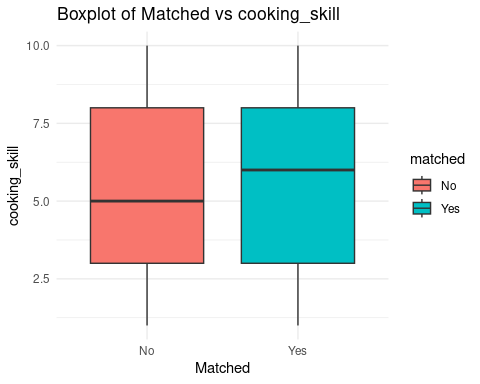 Boxplot of Matched vs cooking_skill
cooking_skill
10.0
7.5
5.0
2.5
No
Yes
Matched
matched
No
Yes